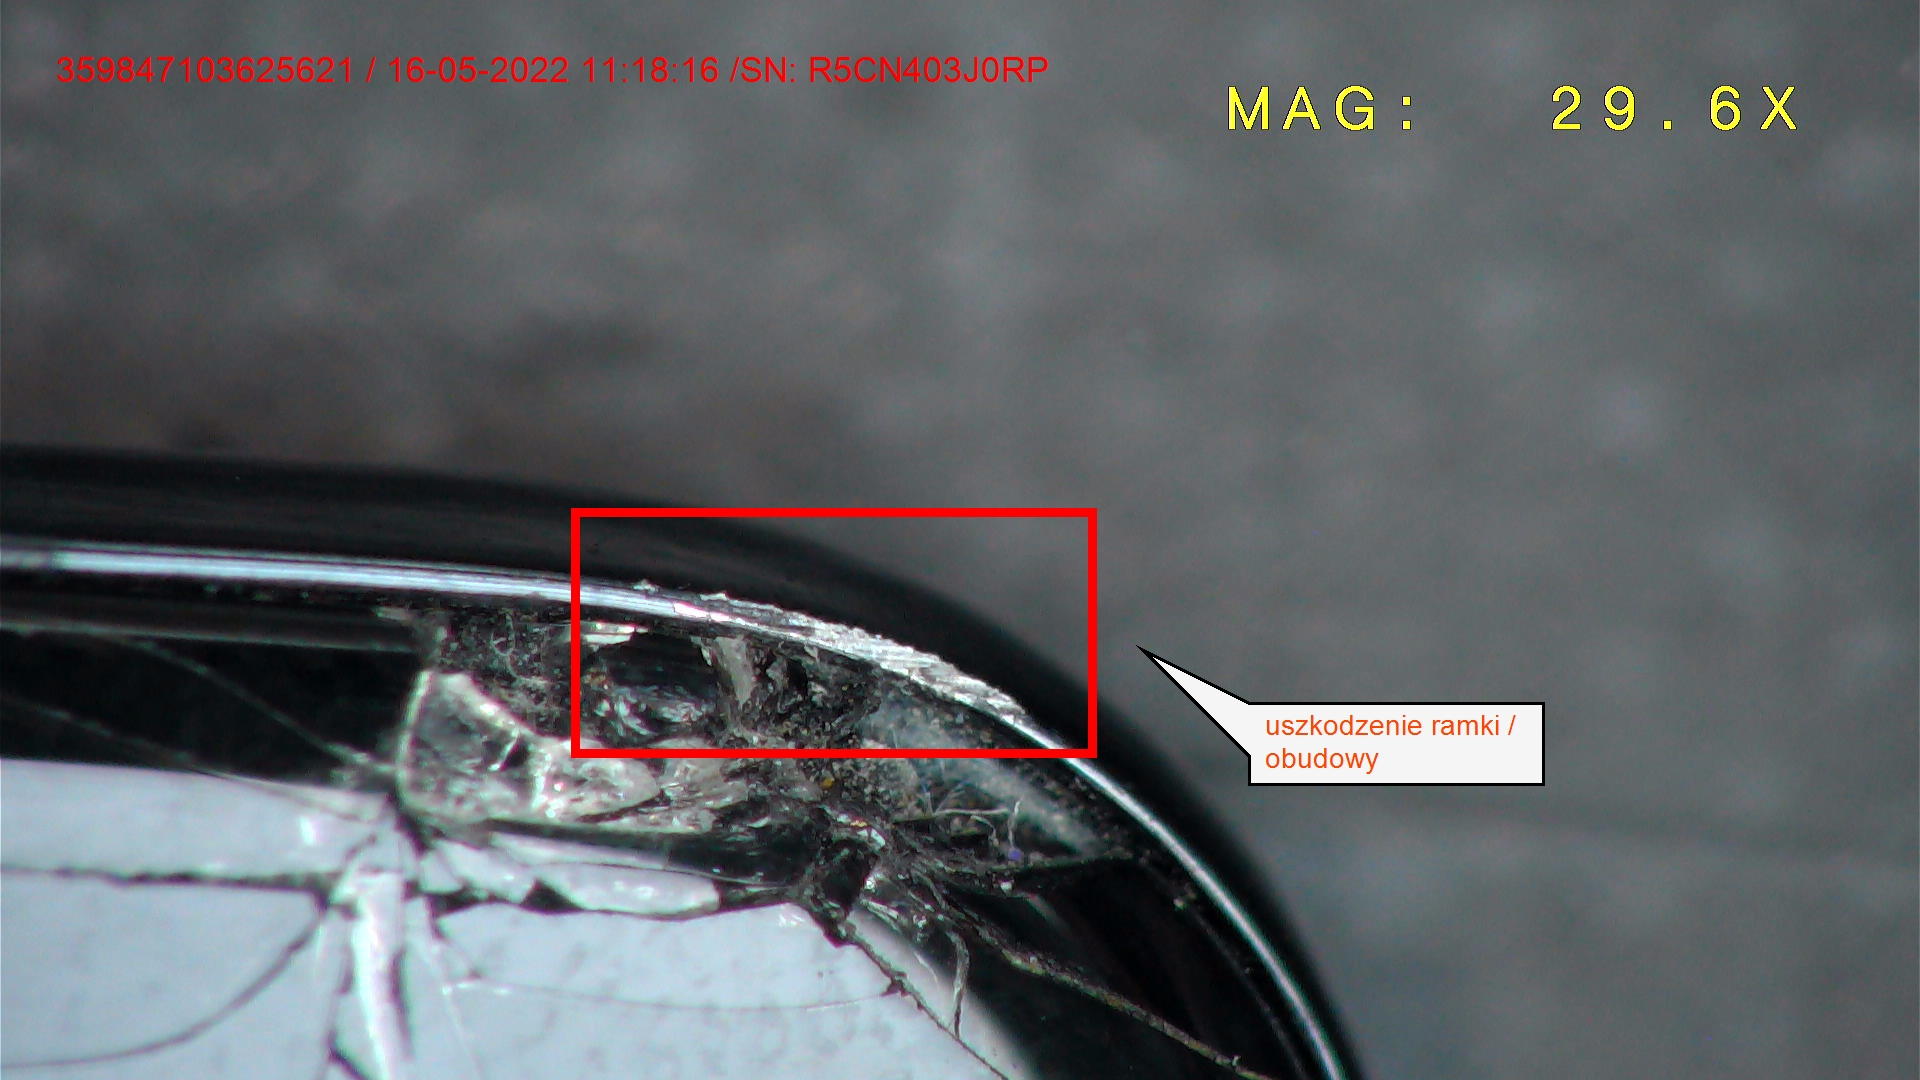 359847103625621 / 16-05-2022 11:18:16 /SN: R5CN403J0RP
MAG: 29.6X
uszkodzenie ramki /
obudowy